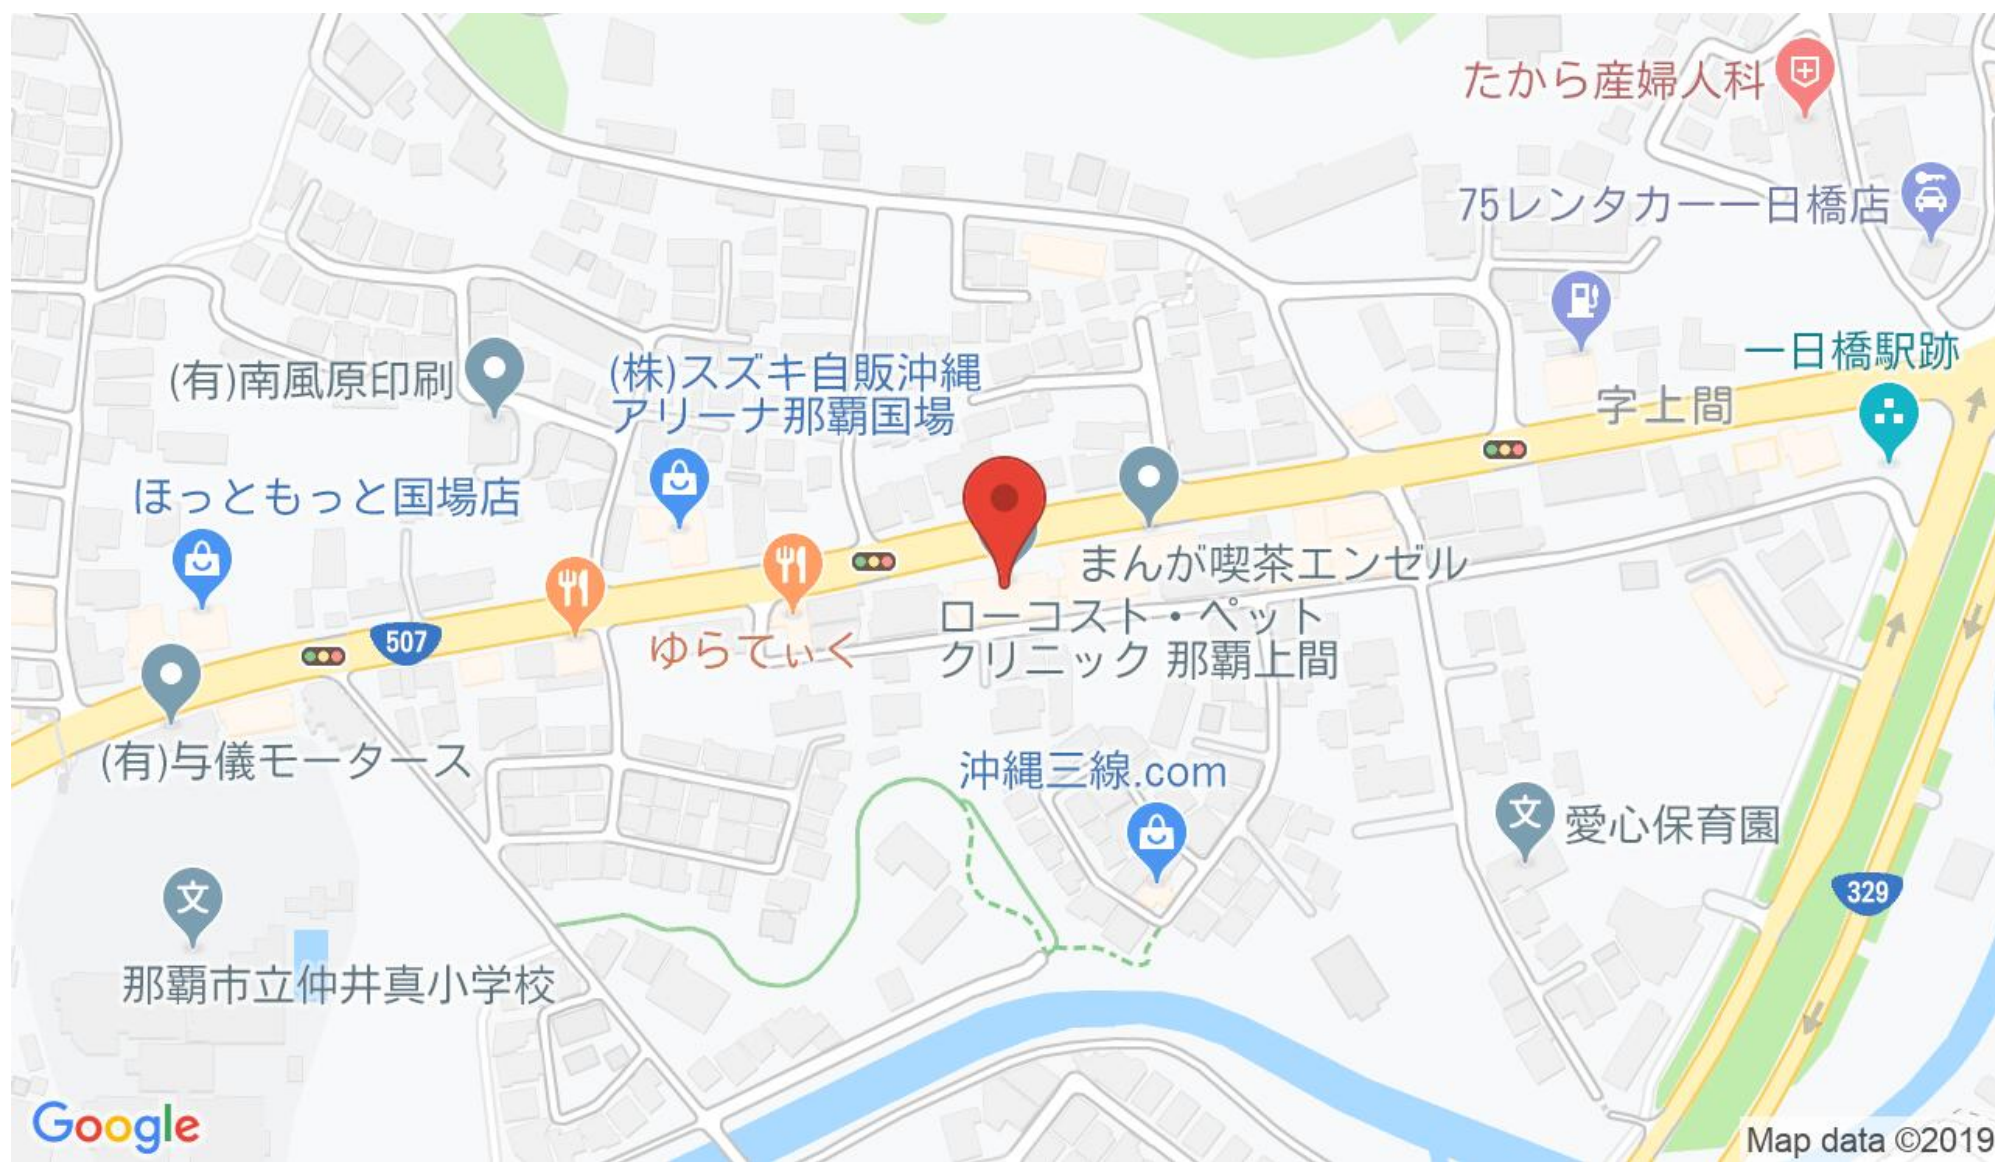 たから産婦人科
75レンタカー一日橋店
一日橋駅跡
(有)南風原印刷
(株)スズキ自販沖縄
アリーナ那覇国場
字上間
ほっともっと国場店
まんが喫茶エンゼル
507
ゆらてぃく
ローコスト・ペット
クリニック 那覇上間
(有)与儀モータース
沖縄三線.com
文
愛心保育園
文
329
那覇市立仲井真小学校
Google
Map data ©2019